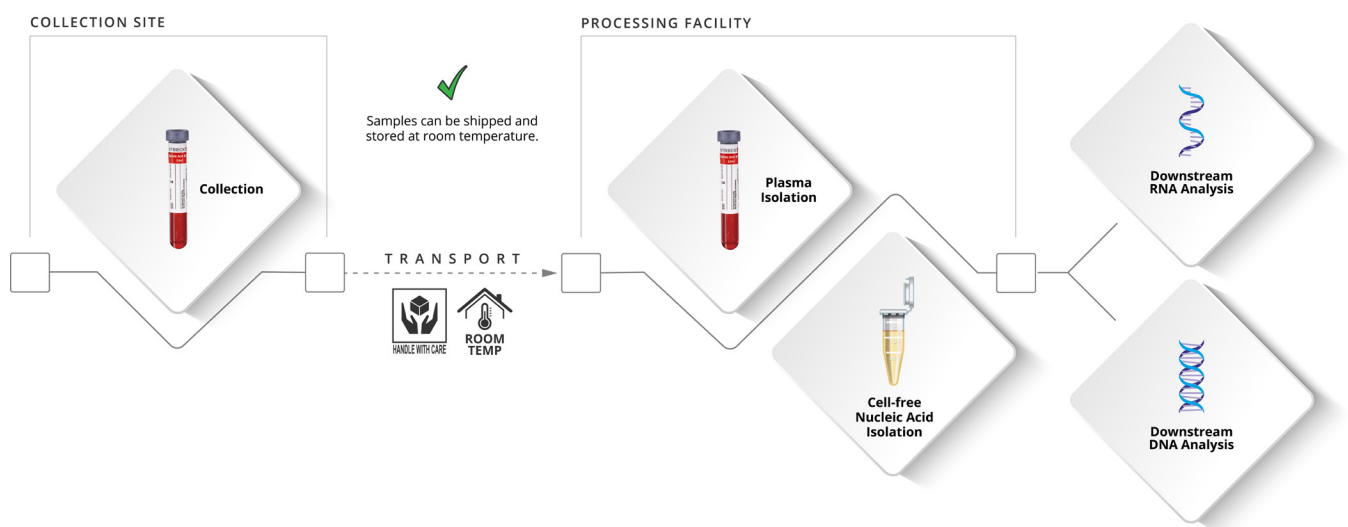 COLLECTION SITE
PROCESSING FACILITY
Samples can be shipped and
stored at room temperature.
Collection
TRANSPORT
HANDLE WITH CARE
ROOM
TEMP
Plasma
Isolation
Cell-free
Nucleic Acid
Isolation
Downstream
RNA Analysis
Downstream
DNA Analysis